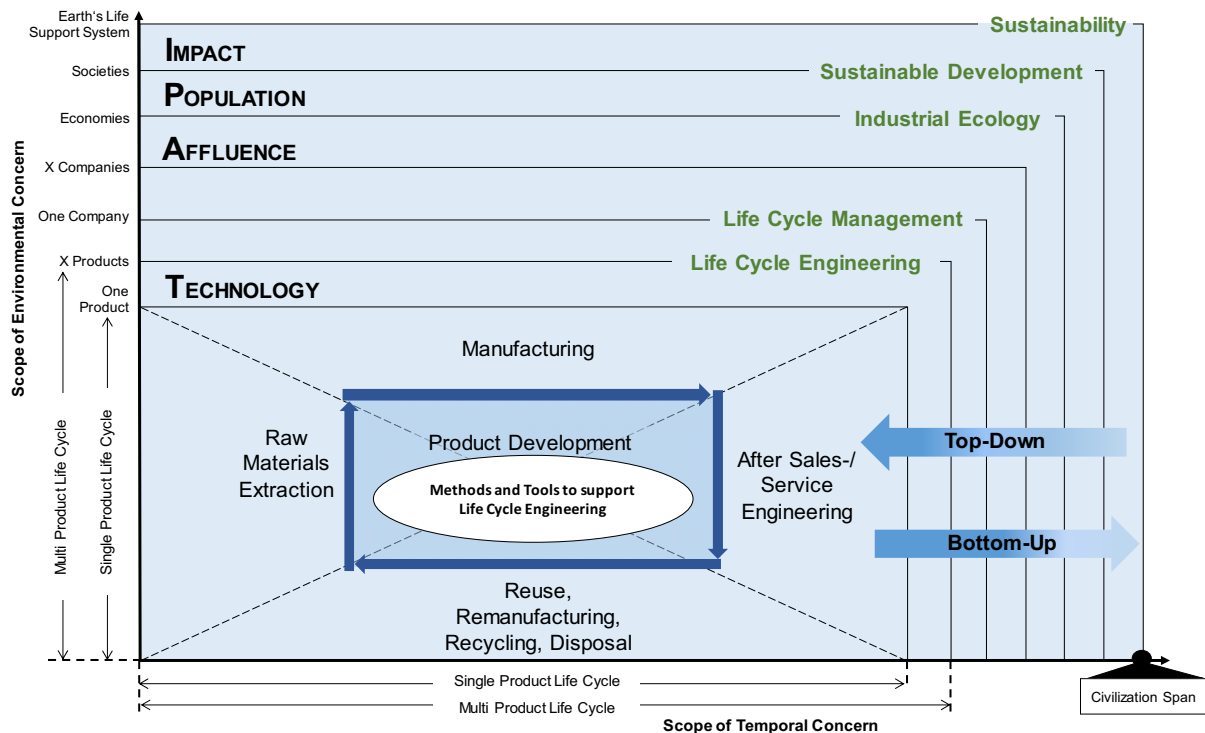 Earth‘s Life
Support System
Sustainability
IMPACT
Societies
Sustainable Development
POPULATION
Economies
Industrial Ecology
AFFLUENCE
X Companies
One Company
Life Cycle Management
X Products
Life Cycle Engineering
One
Product
TECHNOLOGY
Scope of Environmental Concern
Multi Product Life Cycle
Single Product Life Cycle
Manufacturing
Raw
Materials
Extraction
Product Development
Methods and Tools to support
Life Cycle Engineering
After Sales-/
Service
Engineering
Reuse,
Remanufacturing,
Recycling, Disposal
Top-Down
Bottom-Up
Single Product Life Cycle
Multi Product Life Cycle
Scope of Temporal Concern
Civilization Span